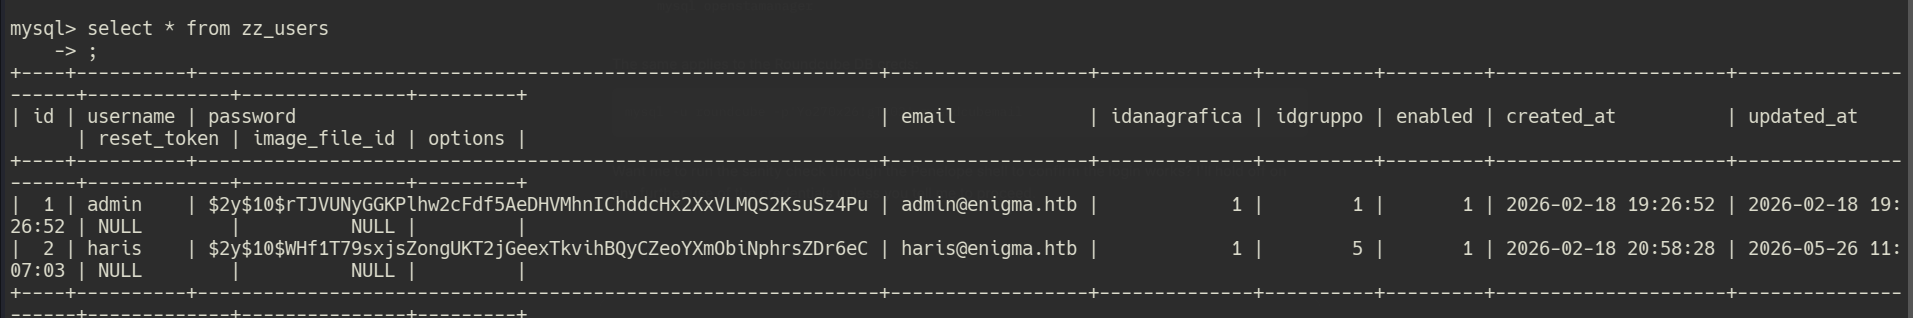 mysql> select * from zz_users
    -> ;
+----+----------+--------------------------------------------------------------+------------------+--------------+----------+---------+---------------------+---------------
------+-------------+---------------+---------+
| id | username | password                                                     | email            | idanagrafica | idgruppo | enabled | created_at          | updated_at
      | reset_token | image_file_id | options |
+----+----------+--------------------------------------------------------------+------------------+--------------+----------+---------+---------------------+---------------
------+-------------+---------------+---------+
|  1 | admin    | $2y$10$rTJVUNyGGKPlhw2cFdf5AeDHVMhnIChddcHx2XxVLMQS2KsuSz4Pu | admin@enigma.htb |            1 |        1 |       1 | 2026-02-18 19:26:52 | 2026-02-18 19:
26:52 | NULL        |          NULL |         |
|  2 | haris    | $2y$10$WHf1T79sxjsZongUKT2jGeexTkvihBQyCZeoYXmObiNphrsZDr6eC | haris@enigma.htb |            1 |        5 |       1 | 2026-02-18 20:58:28 | 2026-05-26 11:
07:03 | NULL        |          NULL |         |
+----+----------+--------------------------------------------------------------+------------------+--------------+----------+---------+---------------------+---------------
------+-------------+---------------+---------+